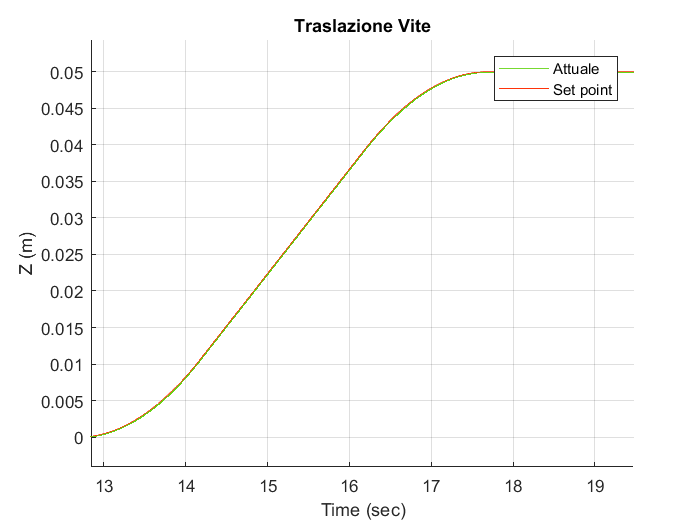 Traslazione Vite
Attuale
Set point
0.05
0.045
0.04
0.035
0.03
0.025
0.02
0.015
0.01
0.005
0
Z (m)
13 14 15 16 17 18 19
Time (sec)